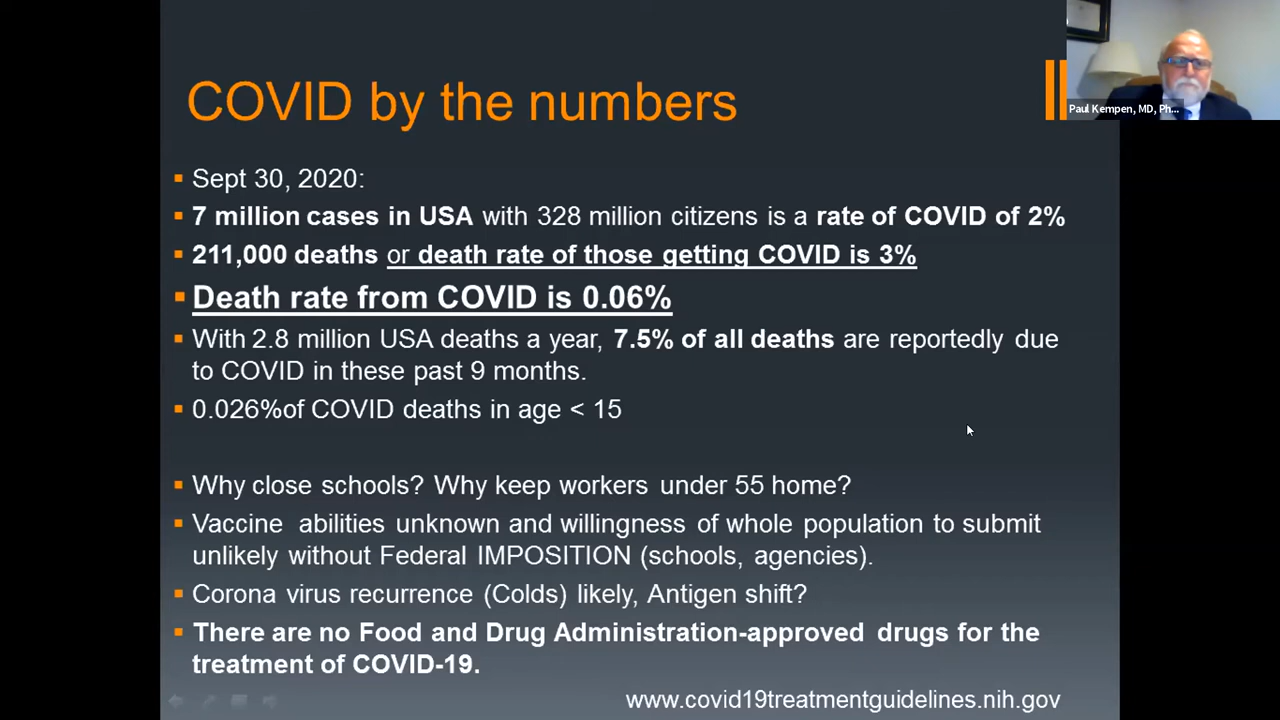 COVID by the numbers
Paul Kempen, MD, Ph...
Sept 30, 2020:
7 million cases in USA with 328 million citizens is a rate of COVID of 2%
211,000 deaths or death rate of those getting COVID is 3%
Death rate from COVID is 0.06%
With 2.8 million USA deaths a year, 7.5% of all deaths are reportedly due
to COVID in these past 9 months.
0.026%of COVID deaths in age < 15
Why close schools? Why keep workers under 55 home?
Vaccine abilities unknown and willingness of whole population to submit
unlikely without Federal IMPOSITION (schools, agencies).
Corona virus recurrence (Colds) likely, Antigen shift?
There are no Food and Drug Administration-approved drugs for the
treatment of COVID-19.
www.covid19treatmentguidelines.nih.gov